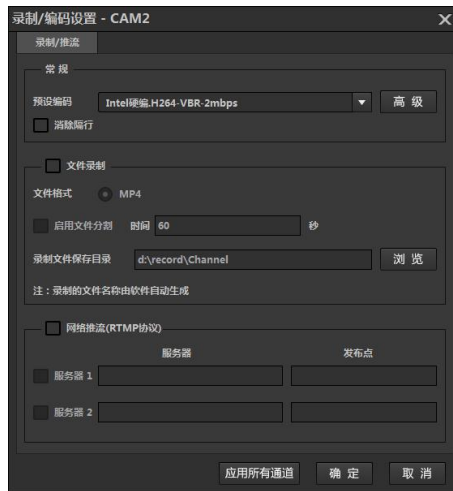 录制/编码设置 - CAM2
录制/推流
常规
预设编码 Intel硬编.H264-VBR-2mbps 高级
消除隔行
文件录制
文件格式 MP4
启用文件分割 时间 60 秒
录制文件保存目录 d:\record\Channel 浏览
注：录制的文件名称由软件自动生成
网络推流(RTMP协议)
服务器 发布点
服务器 1
服务器 2
应用所有通道 确定 取消